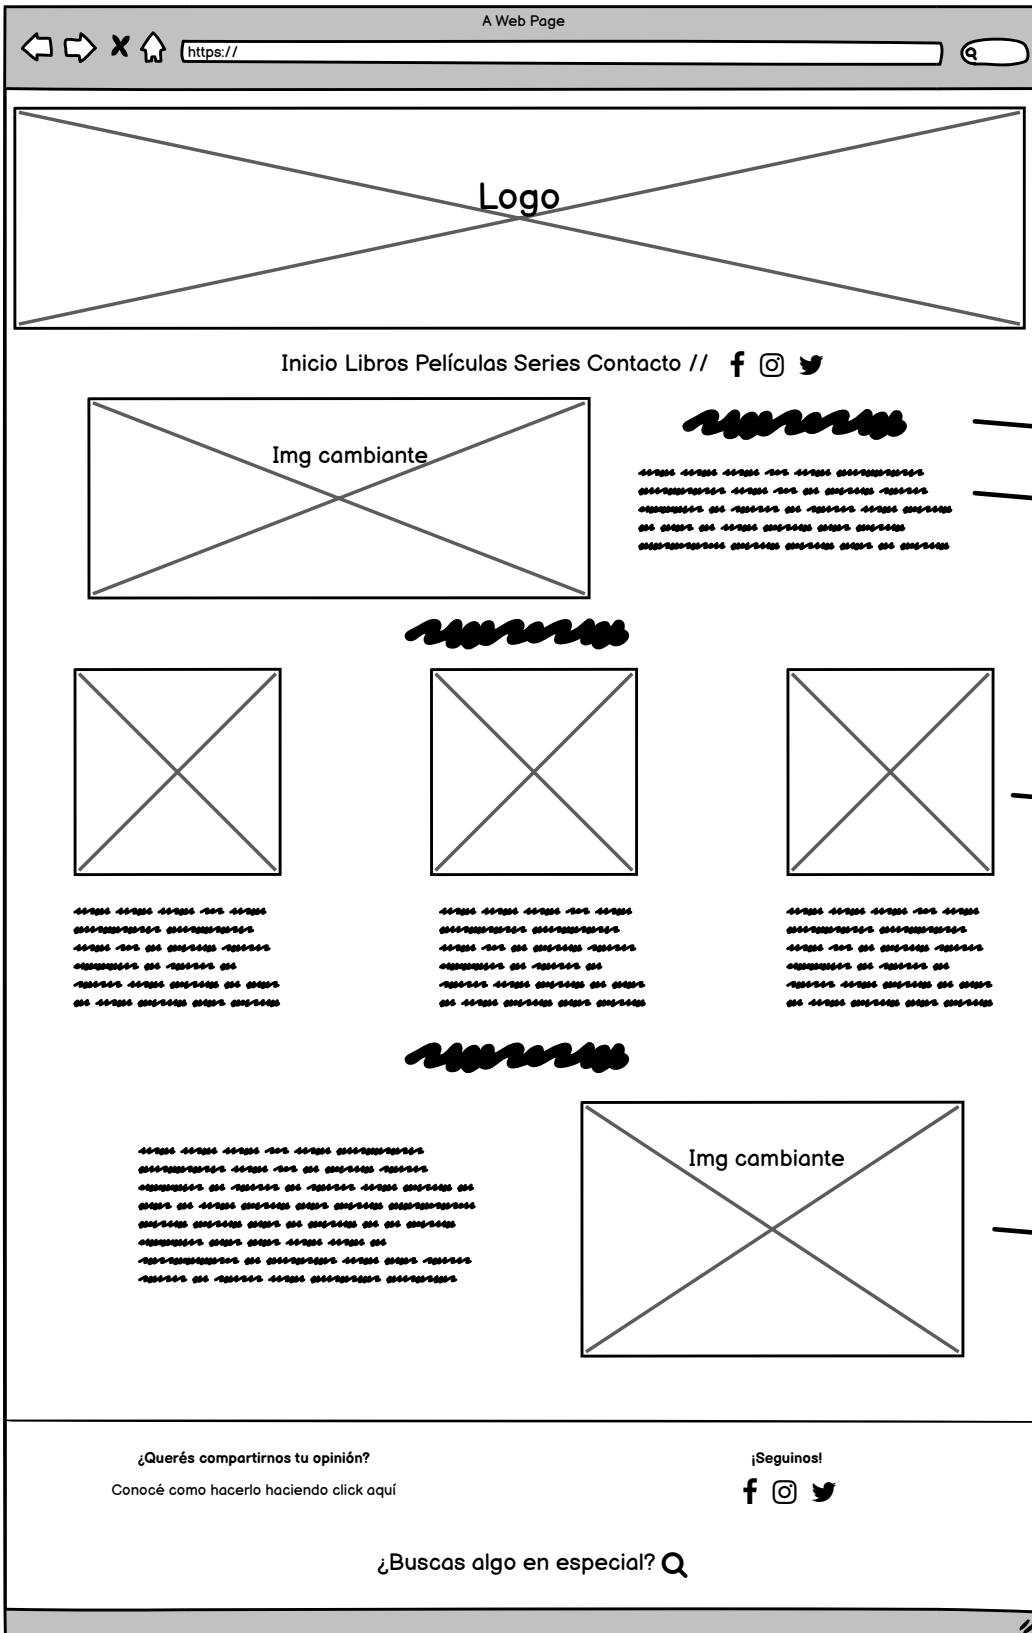 A Web Page
https://
Logo
Inicio Libros Películas Series Contacto //
Img cambiante
Img cambiante
¿Querés compartirnos tu opinión?
¡Seguinos!
Conocé como hacerlo haciendo click aquí
¿Buscas algo en especial?